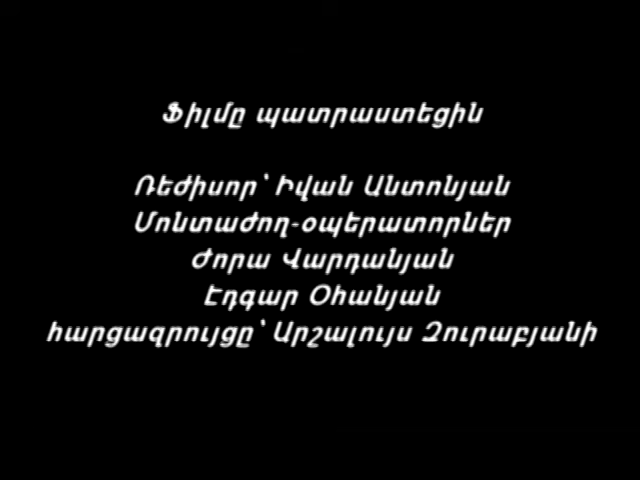 Ֆիլմը պատրաստեցին
Ռեժիսոր՝ Իվան Անտոնյան
Մոնտաժող-օպերատորներ
Ժորա Վարդանյան
Էդգար Օհանյան
հարցազրույցը՝ Արշալույս Զուրաբյանի